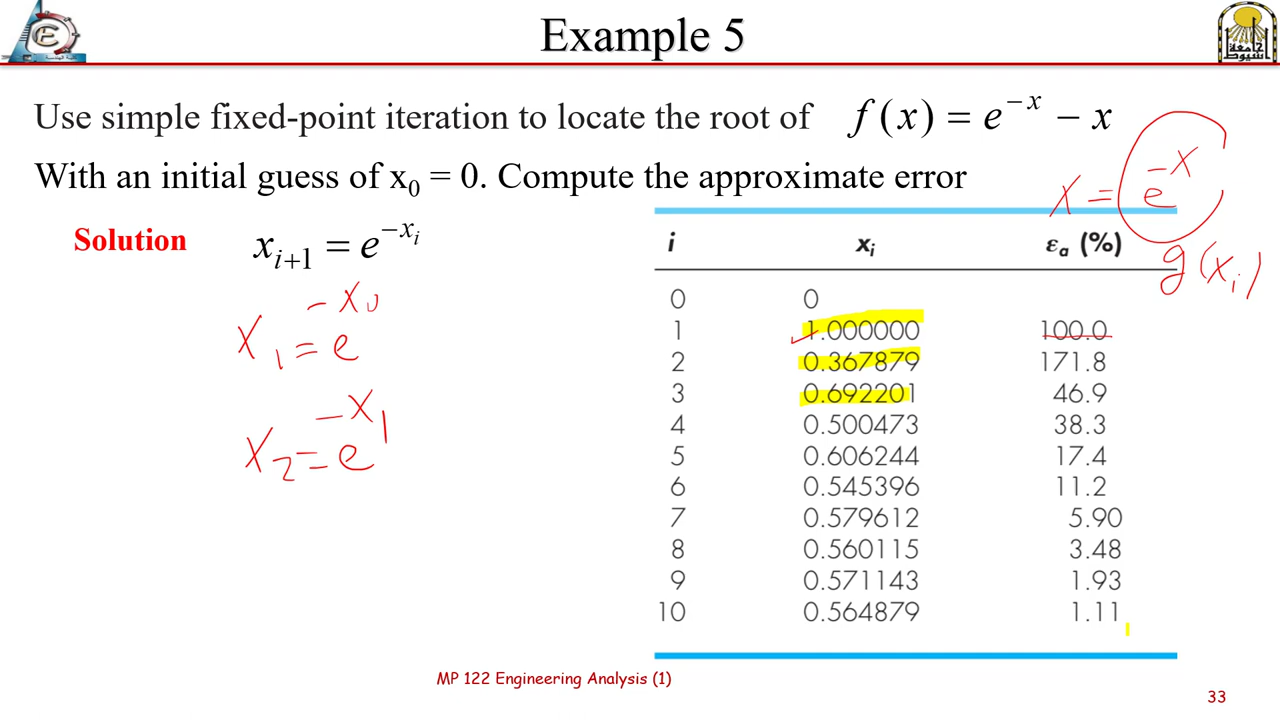 Example 5
Use simple fixed-point iteration to locate the root of f(x) = e^{-x} - x
With an initial guess of x₀ = 0. Compute the approximate error
x = e^{-x}
g(xᵢ)
Solution x_{i+1} = e^{-x_i}
x₁ = e^{-x₀}
x₂ = e^{-x₁}
i xᵢ εₐ (%)
0 0
1 1.000000 100.0
2 0.367879 171.8
3 0.692201 46.9
4 0.500473 38.3
5 0.606244 17.4
6 0.545396 11.2
7 0.579612 5.90
8 0.560115 3.48
9 0.571143 1.93
10 0.564879 1.11
MP 122 Engineering Analysis (1)
33